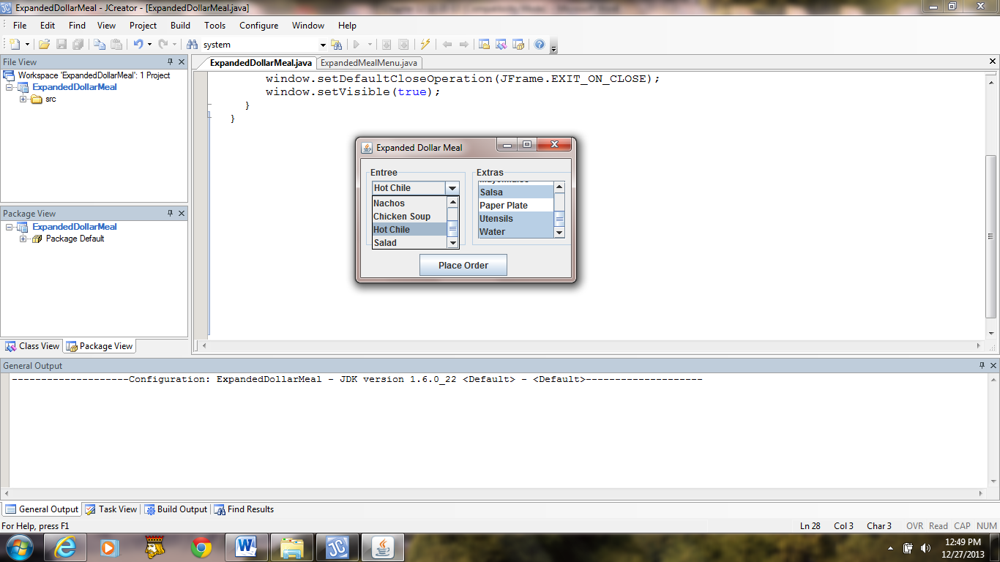 ExpandedDollarMeal - JCreator - [ExpandedDollarMeal.java]
File Edit Find View Project Build Tools Configure Window Help
system
File View
Workspace 'ExpandedDollarMeal': 1 Project
ExpandedDollarMeal
src
Package View
ExpandedDollarMeal
Package Default
Class View Package View
ExpandedDollarMeal.java ExpandedMealMenu.java
window.setDefaultCloseOperation(JFrame.EXIT_ON_CLOSE);
window.setVisible(true);
}
}
Expanded Dollar Meal
Entree
Hot Chile
Nachos
Chicken Soup
Hot Chile
Salad
Extras
Salsa
Paper Plate
Utensils
Water
Place Order
General Output
--------------------Configuration: ExpandedDollarMeal - JDK version 1.6.0_22 <Default> - <Default>--------------------
General Output Task View Build Output Find Results
For Help, press F1
Ln 28 Col 3 Char 3 OVR Read CAP NUM
12:49 PM
12/27/2013